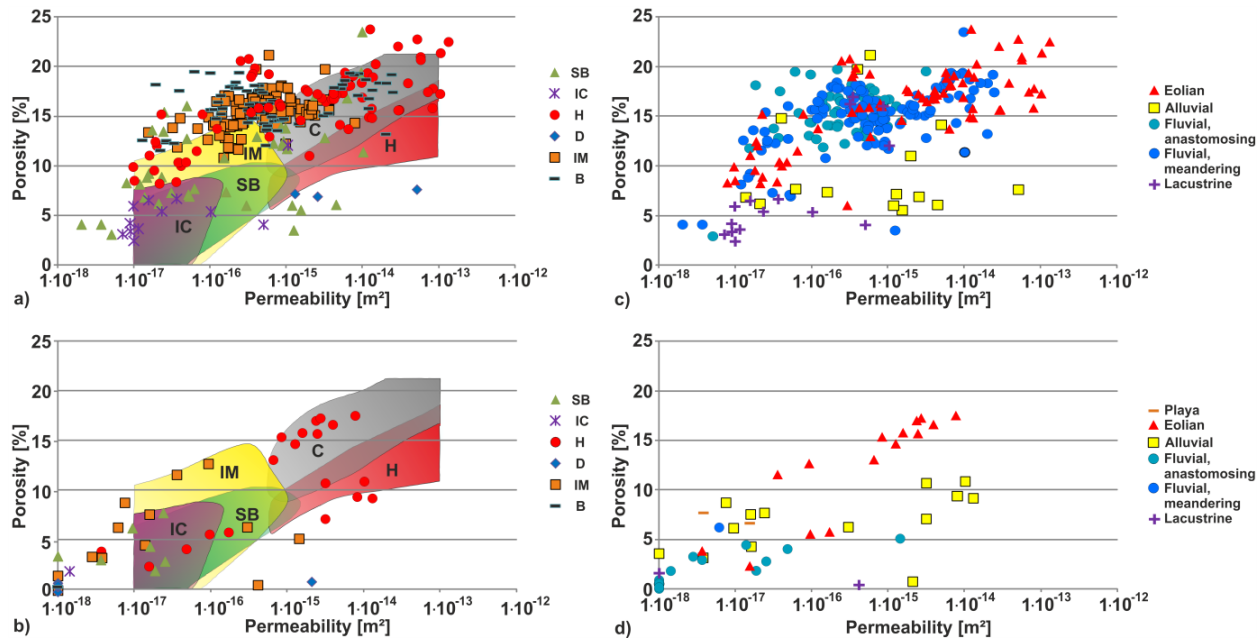 25
20
15
10
5
0
Porosity [%]
C
H
IM
SB
IC
1·10⁻¹⁸
1·10⁻¹⁷
1·10⁻¹⁶
1·10⁻¹⁵
1·10⁻¹⁴
1·10⁻¹³
1·10⁻¹²
a)
Permeability [m²]
SB
IC
H
D
IM
B
25
20
15
10
5
0
Porosity [%]
1·10⁻¹⁸
1·10⁻¹⁷
1·10⁻¹⁶
1·10⁻¹⁵
1·10⁻¹⁴
1·10⁻¹³
1·10⁻¹²
c)
Permeability [m²]
Eolian
Alluvial
Fluvial,
anastomosing
Fluvial,
meandering
Lacustrine
25
20
15
10
5
0
Porosity [%]
C
IM
H
SB
IC
1·10⁻¹⁸
1·10⁻¹⁷
1·10⁻¹⁶
1·10⁻¹⁵
1·10⁻¹⁴
1·10⁻¹³
1·10⁻¹²
b)
Permeability [m²]
SB
IC
H
D
IM
B
25
20
15
10
5
0
Porosity [%]
1·10⁻¹⁸
1·10⁻¹⁷
1·10⁻¹⁶
1·10⁻¹⁵
1·10⁻¹⁴
1·10⁻¹³
1·10⁻¹²
d)
Permeability [m²]
Playa
Eolian
Alluvial
Fluvial,
anastomosing
Fluvial,
meandering
Lacustrine